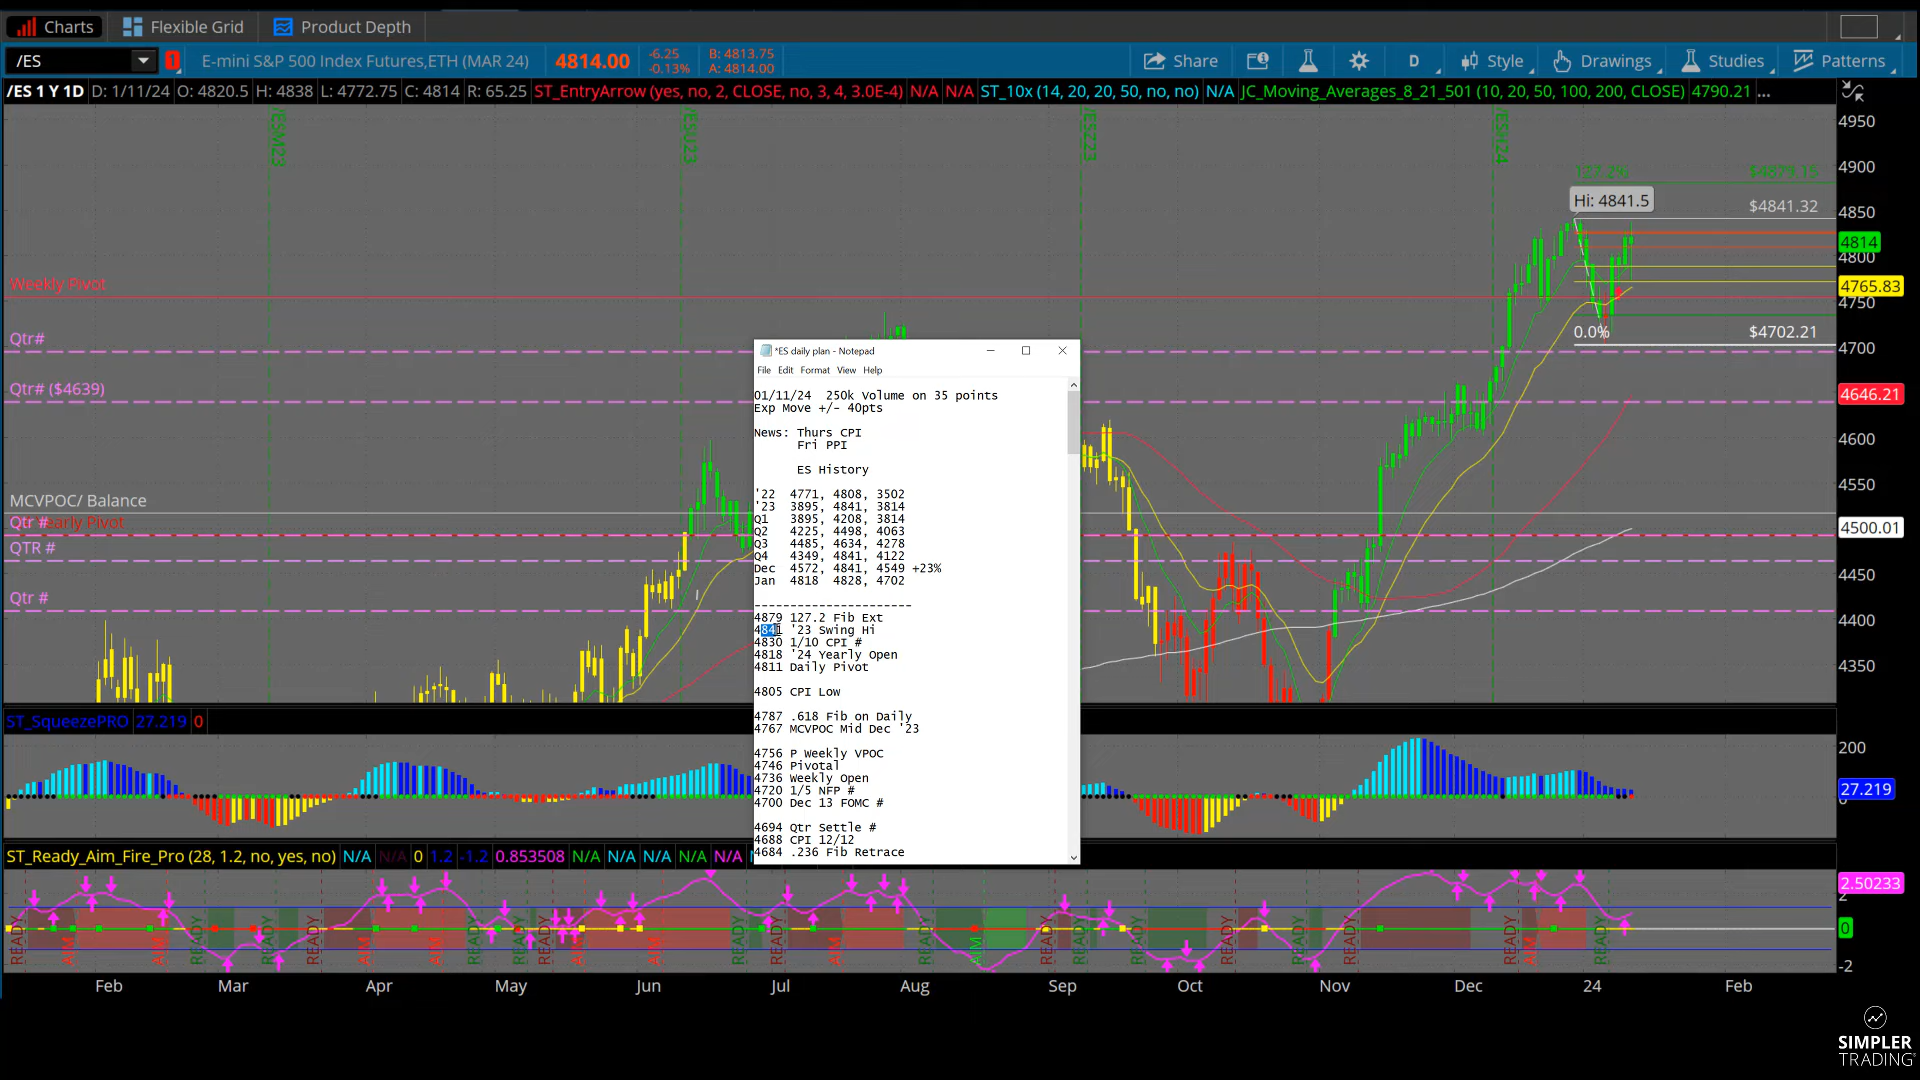 Charts
Flexible Grid
Product Depth
/ES
1
E-mini S&P 500 Index Futures,ETH (MAR 24)
4814.00
-6.25
-0.13%
B: 4813.75
A: 4814.00
Share
D
Style
Drawings
Studies
Patterns
/ES 1 Y 1D
D: 1/11/24
O: 4820.5
H: 4838
L: 4772.75
C: 4814
R: 65.25
ST_EntryArrow (yes, no, 2, CLOSE, no, 3, 4, 3.0E-4)
N/A
N/A
ST_10x (14, 20, 20, 50, no, no)
N/A
JC_Moving_Averages_8_21_501 (10, 20, 50, 100, 200, CLOSE)
4790.21
...
/ESM23
/ESU23
/ESZ23
/ESH24
4950
4900
4850
4814
4800
4765.83
4750
4700
4646.21
4600
4550
4500.01
4450
4400
4350
127.2%
$4879.15
Hi: 4841.5
$4841.32
0.0%
$4702.21
Weekly Pivot
Qtr#
Qtr# ($4639)
MCVPOC/ Balance
Qtr #
QTR #
Qtr #
*ES daily plan - Notepad
File Edit Format View Help
01/11/24 250k Volume on 35 points
Exp Move +/- 40pts
News: Thurs CPI
Fri PPI
ES History
'22 4771, 4808, 3502
'23 3895, 4841, 3814
Q1 3895, 4208, 3814
Q2 4225, 4498, 4063
Q3 4485, 4634, 4278
Q4 4349, 4841, 4122
Dec 4572, 4841, 4549 +23%
Jan 4818 4828, 4702
----------------------
4879 127.2 Fib Ext
4841 '23 Swing Hi
4830 1/10 CPI #
4818 '24 Yearly Open
4811 Daily Pivot
4805 CPI Low
4787 .618 Fib on Daily
4767 MCVPOC Mid Dec '23
4756 P Weekly VPOC
4746 Pivotal
4736 Weekly Open
4720 1/5 NFP #
4700 Dec 13 FOMC #
4694 Qtr Settle #
4688 CPI 12/12
4684 .236 Fib Retrace
ST_SqueezePRO
27.219
0
200
27.219
ST_Ready_Aim_Fire_Pro (28, 1.2, no, yes, no)
N/A
N/A
0
1.2
-1.2
0.853508
N/A
N/A
N/A
N/A
N/A
2.50233
2
0
-2
READY
AIM
Feb
Mar
Apr
May
Jun
Jul
Aug
Sep
Oct
Nov
Dec
24
Feb
SIMPLER
TRADING